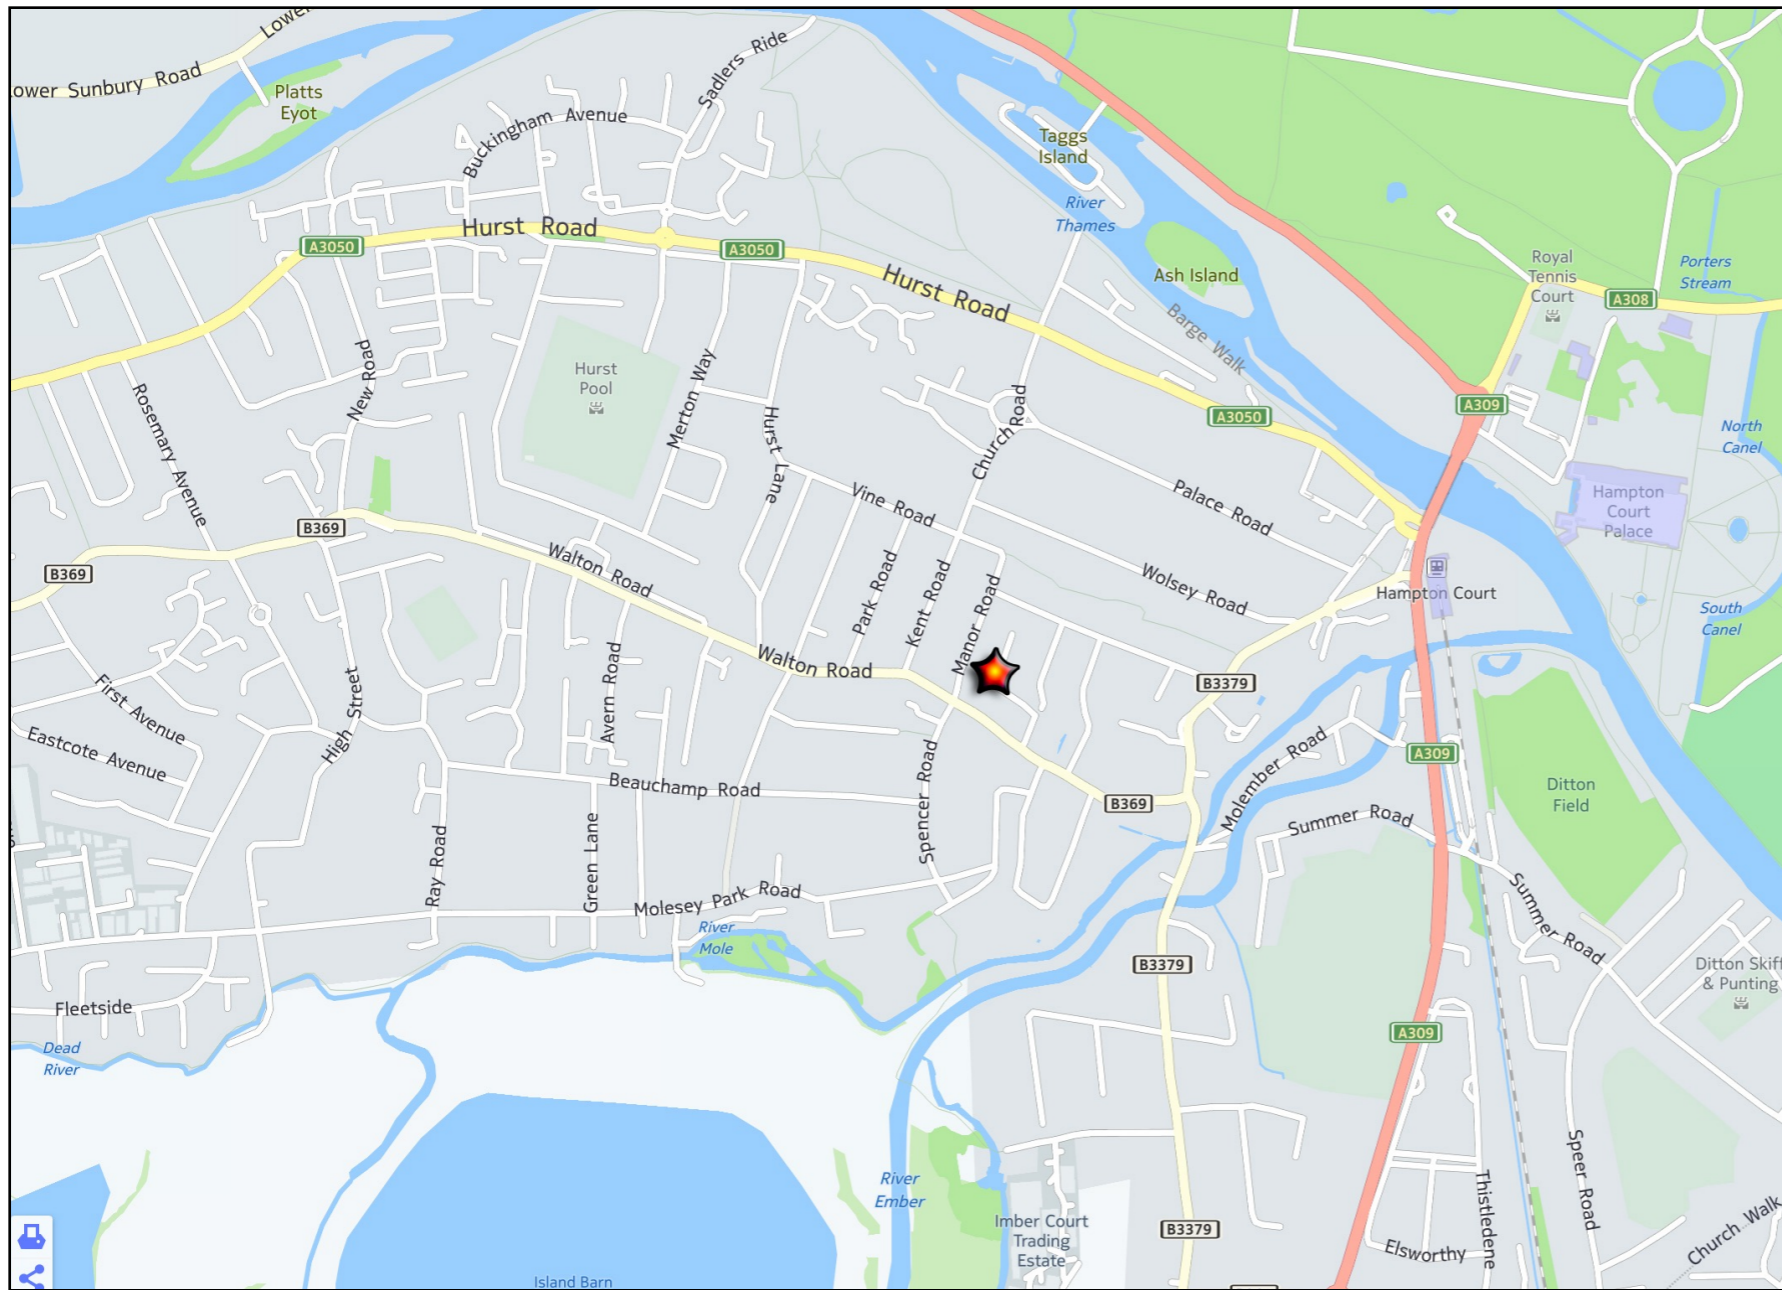 Lower
ower Sunbury Road
Platts
Eyot
Sadlers Ride
Buckingham Avenue
Taggs
Island
River
Thames
Hurst Road
A3050
A3050
Hurst Road
Ash Island
Barge Walk
Royal
Tennis
Court
Porters
Stream
A308
New Road
Rosemary Avenue
Hurst
Pool
Merton Way
Hurst Lane
Church Road
A3050
A309
North
Canel
Vine Road
Palace Road
Hampton
Court
Palace
B369
B369
Walton Road
Park Road
Kent Road
Manor Road
Wolsey Road
Hampton Court
South
Canel
Walton Road
B3379
First Avenue
Eastcote Avenue
High Street
Avern Road
Spencer Road
Molember Road
A309
Beauchamp Road
B369
Summer Road
Ditton
Field
Ray Road
Green Lane
Molesey Park Road
River
Mole
Summer Road
B3379
Ditton Skiff
& Punting
Fleetside
Dead
River
A309
River
Ember
Imber Court
Trading
Estate
B3379
Thistledene
Speer Road
Elsworthy
Church Walk
Island Barn